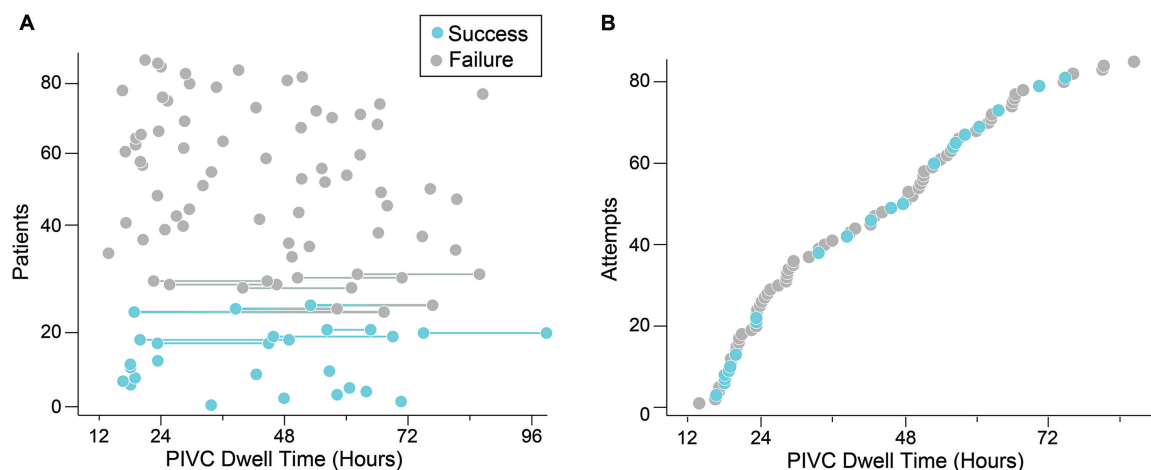 A
Success
Failure
80
60
40
20
0
Patients
12 24 48 72 96
PIVC Dwell Time (Hours)
B
80
60
40
20
0
Attempts
12 24 48 72
PIVC Dwell Time (Hours)